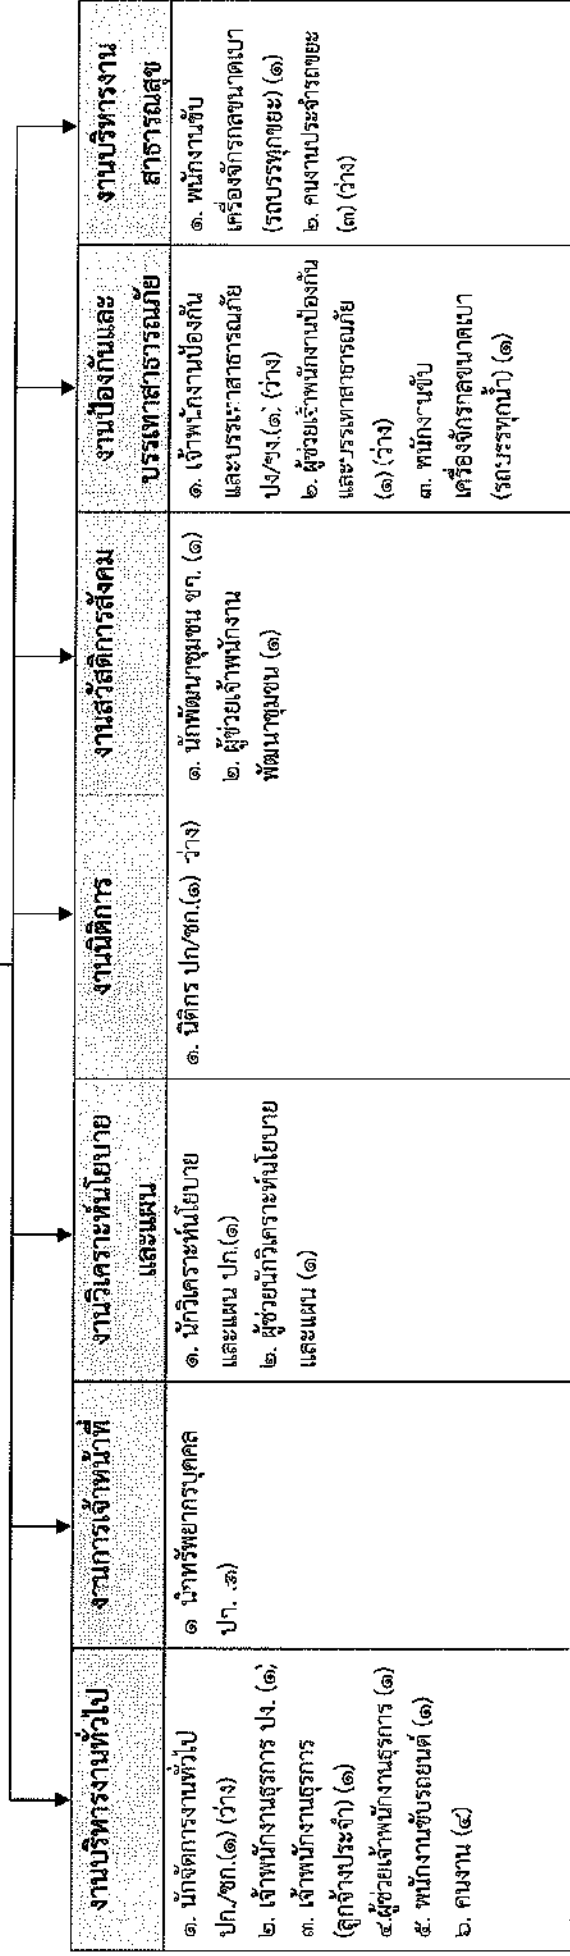 งานบริหารงานทั่วไป
๑. นักจัดการงานทั่วไป
ปก./ชก.(๑) (ว่าง)
๒. เจ้าพนักงานธุรการ ปง. (๑)
๓. เจ้าพนักงานธุรการ
(ลูกจ้างประจำ) (๑)
๔.ผู้ช่วยเจ้าพนักงานธุรการ (๑)
๕. พนักงานขับรถยนต์ (๑)
๖. คนงาน (๔)
งานการเจ้าหน้าที่
๑ นักทรัพยากรบุคคล
งานวิเคราะห์นโยบาย
และแผน
๑. นักวิเคราะห์นโยบาย
และแผน ปก.(๑)
๒. ผู้ช่วยนักวิเคราะห์นโยบาย
และแผน (๑)
งานนิติการ
๑. นิติกร ปก/ชก.(๑) ว่าง)
งานสวัสดิการสังคม
๑. นักพัฒนาชุมชน ชก. (๑)
๒. ผู้ช่วยเจ้าพนักงาน
พัฒนาชุมชน (๑)
งานป้องกันและ
บรรเทาสาธารณภัย
๑. เจ้าพนักงานป้องกัน
และบรรเทาสาธารณภัย
ปง/ชง.(๑) (ว่าง)
๒. ผู้ช่วยเจ้าพนักงานป้องกัน
และบรรเทาสาธารณภัย
(๑) (ว่าง)
๓. พนักงานขับ
เครื่องจักรกลขนาดเบา
(รถบรรทุกน้ำ) (๑)
งานบริหารงาน
สาธารณสุข
๑. พนักงานขับ
เครื่องจักรกลขนาดเบา
(รถบรรทุกขยะ) (๑)
๒. คนงานประจำรถขยะ
(๓) (ว่าง)